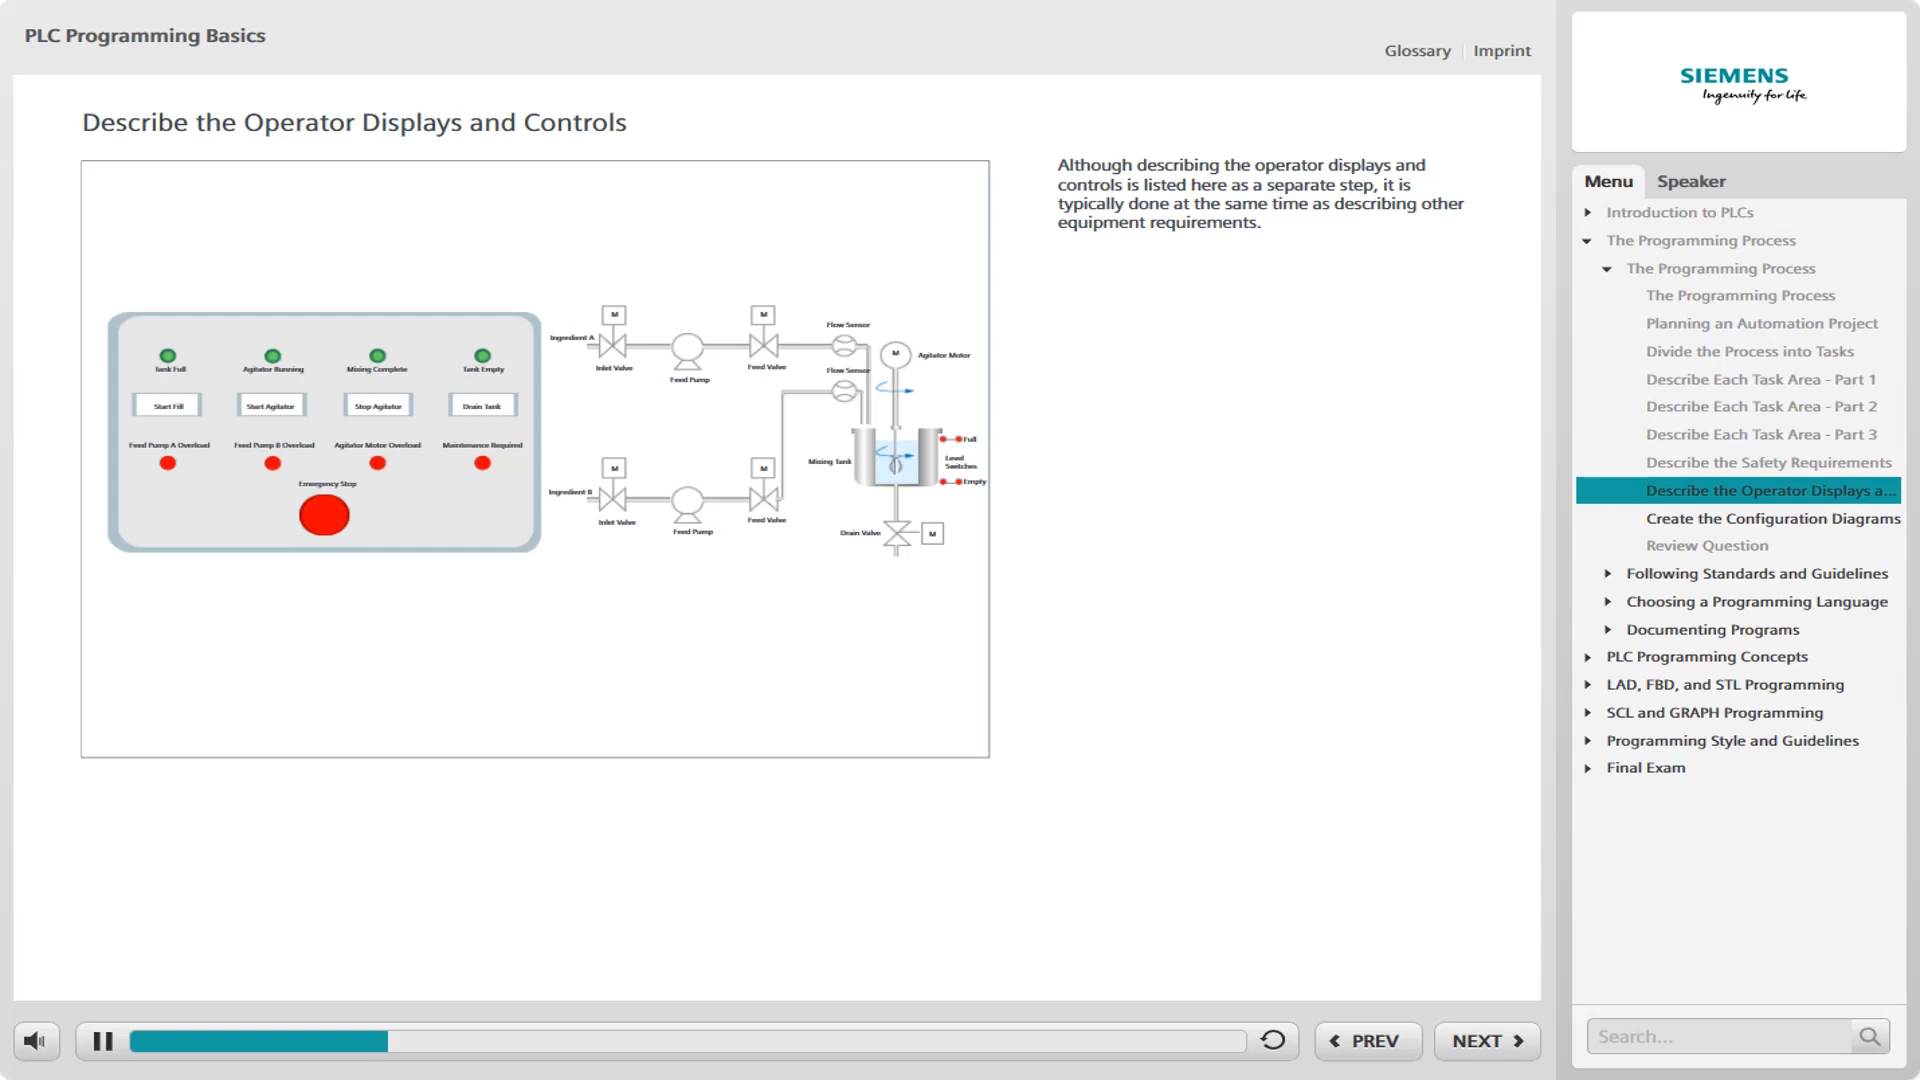 PLC Programming Basics
Glossary
Imprint
SIEMENS
Ingenuity for Life
Describe the Operator Displays and Controls
Although describing the operator displays and
controls is listed here as a separate step, it is
typically done at the same time as describing other
equipment requirements.
Tank Full
Agitator Running
Mixing Complete
Tank Empty
Start Fill
Start Agitator
Stop Agitator
Drain Tank
Feed Pump A Overload
Feed Pump B Overload
Agitator Motor Overload
Maintenance Required
Emergency Stop
M
M
Ingredient A
Inlet Valve
Feed Pump
Feed Valve
Flow Sensor
M
Agitator Motor
Flow Sensor
Full
Mixing Tank
Level
Switches
Empty
M
M
Ingredient B
Inlet Valve
Feed Pump
Feed Valve
Drain Valve
M
Menu
Speaker
Introduction to PLCs
The Programming Process
The Programming Process
The Programming Process
Planning an Automation Project
Divide the Process into Tasks
Describe Each Task Area - Part 1
Describe Each Task Area - Part 2
Describe Each Task Area - Part 3
Describe the Safety Requirements
Describe the Operator Displays a...
Create the Configuration Diagrams
Review Question
Following Standards and Guidelines
Choosing a Programming Language
Documenting Programs
PLC Programming Concepts
LAD, FBD, and STL Programming
SCL and GRAPH Programming
Programming Style and Guidelines
Final Exam
PREV
NEXT
Search...